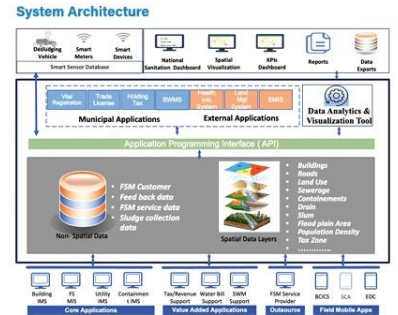 System Architecture
Desludging Vehicle
Smart Meters
Smart Devices
Smart Sensor Database
National Sanitation Dashboard
Spatial Visualization
KPIs Dashboard
Reports
Data Exports
Vital Registration
Trade License
Holding Tax
SWMS
Health Info System
Land Mgt System
EMIS
Municipal Applications
External Applications
Data Analytics & Visualization Tool
Application Programming Interface ( API)
• FSM Customer
• Feed back data
• FSM service data
• Sludge collection data
Non- Spatial Data
Spatial Data Layers
• Buildings
• Roads
• Land Use
• Sewerage
• Containements
• Drain
• Slum
• Flood plain Area
• Population Density
• Tax Zone
Building IMS
FS MIS
Utility IMS
Containmen t IMS
Tax/Revenue Support
Water Bill Support
SWM Support
FSM Service Provider
BCICS
SCA
EDC
Core Applications
Value Added Applications
Outsource
Field Mobile Apps